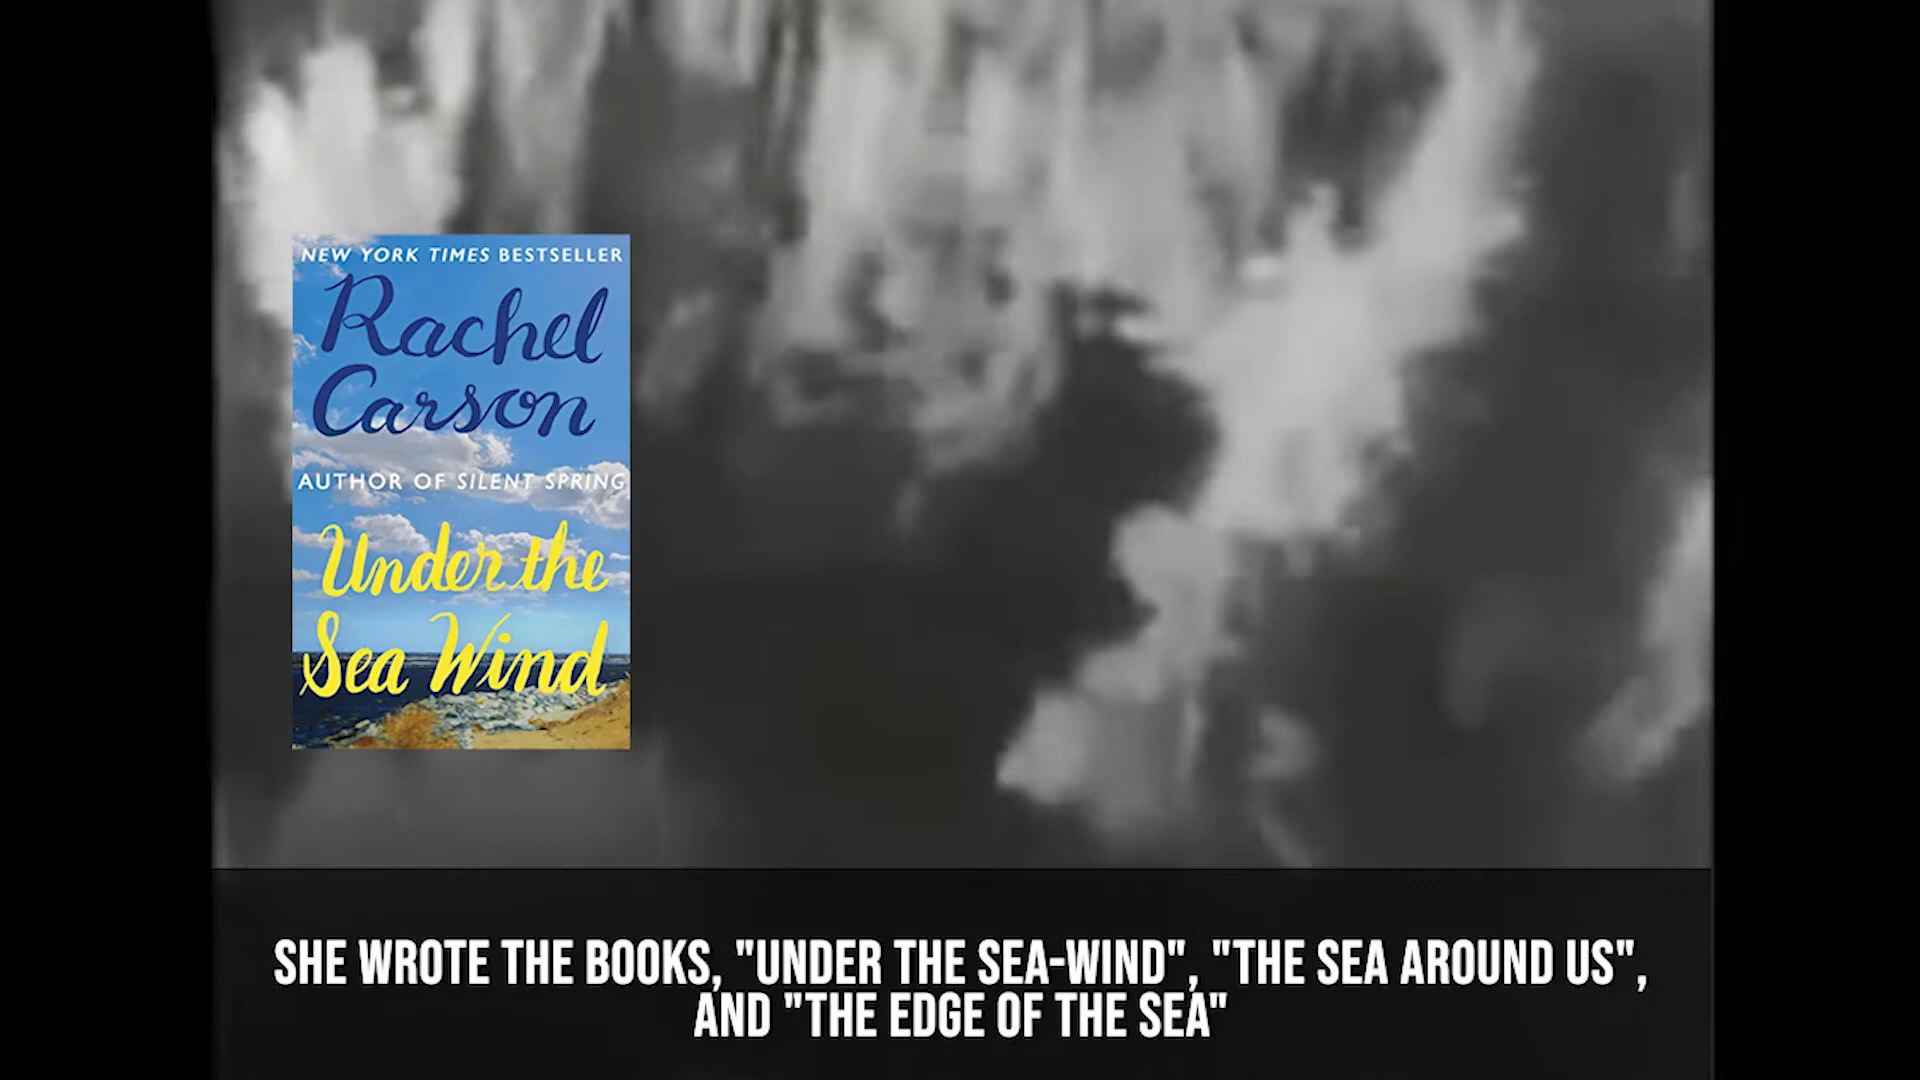 NEW YORK TIMES BESTSELLER
Rachel
Carson
AUTHOR OF SILENT SPRING
Under the
Sea Wind
SHE WROTE THE BOOKS, "UNDER THE SEA-WIND", "THE SEA AROUND US",
AND "THE EDGE OF THE SEA"